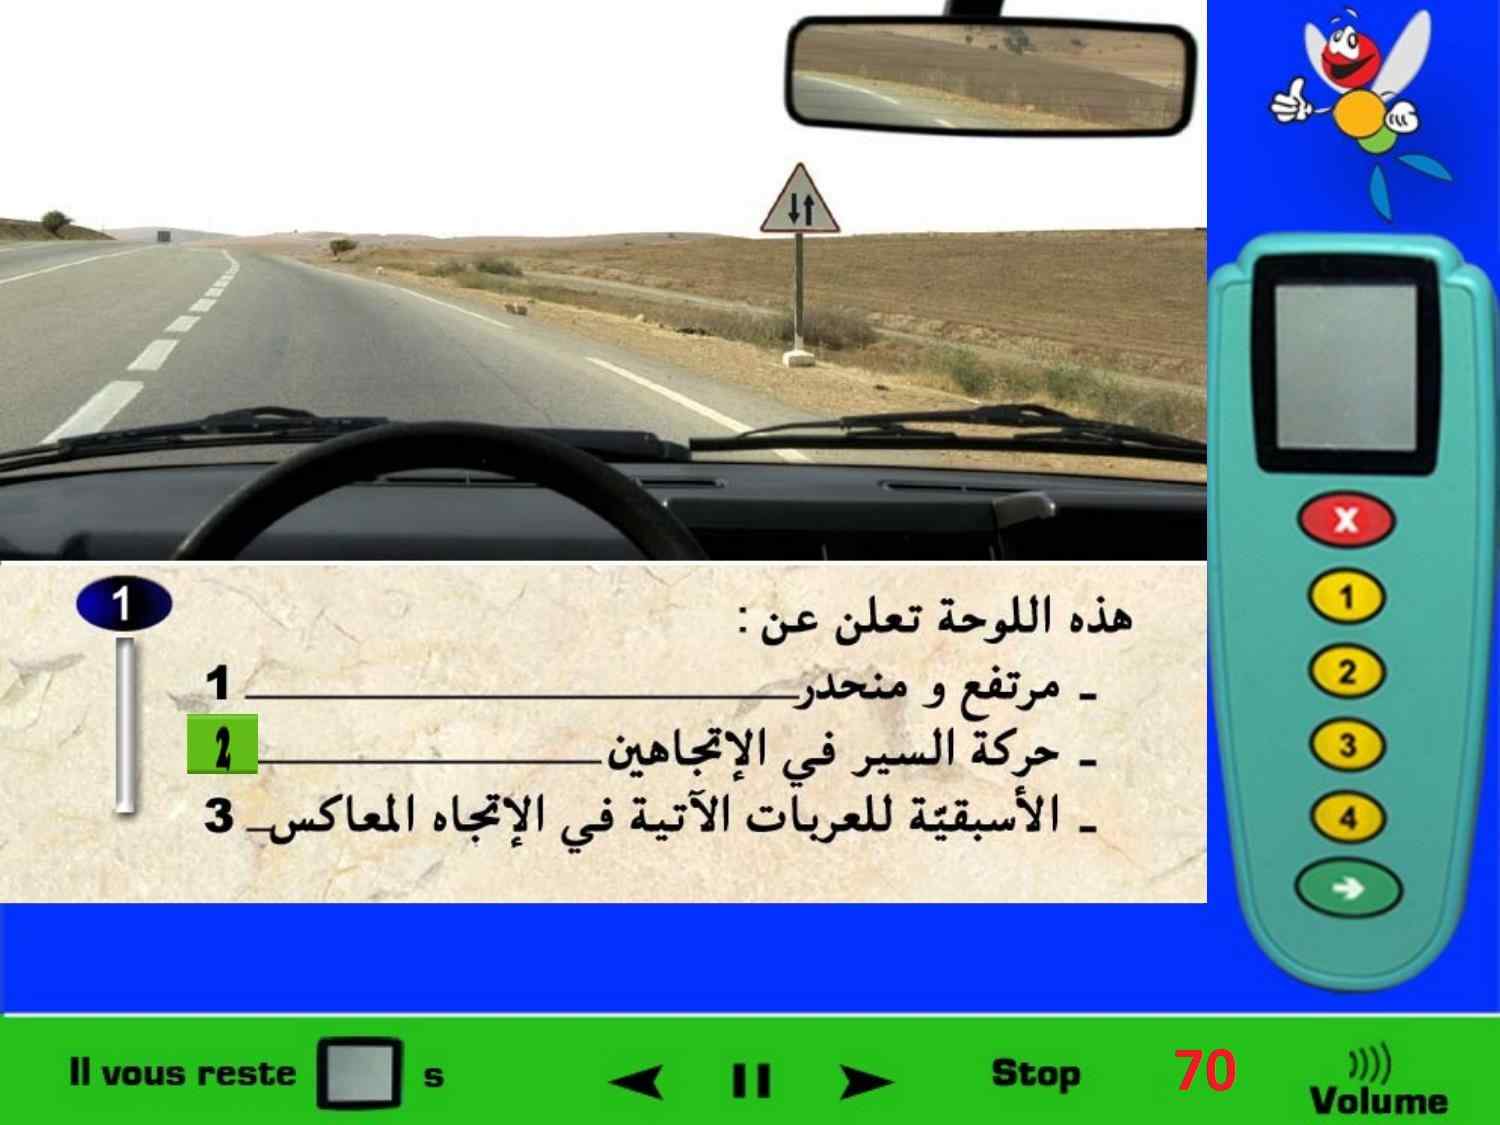 1
هذه اللوحة تعلن عن :
- مرتفع و منحدر 1
- حركة السير في الإتجاهين 2
- الأسبقيّة للعربات الآتية في الإتجاه المعاكس 3
X
1
2
3
4
Il vous reste s
Stop
70
Volume